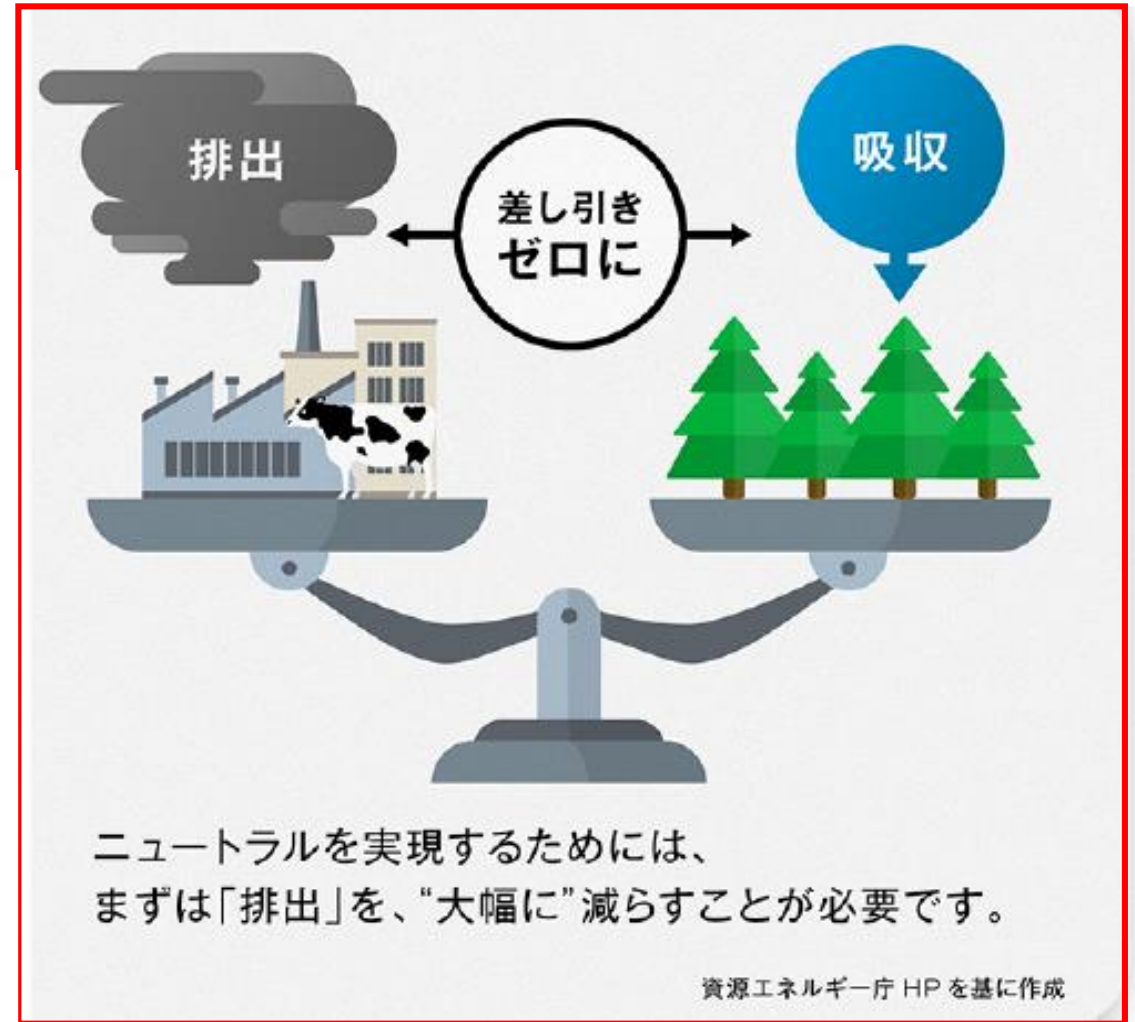 排出
吸収
差し引き
ゼロに
ニュートラルを実現するためには、
まずは「排出」を、“大幅に”減らすことが必要です。
資源エネルギー庁 HP を基に作成